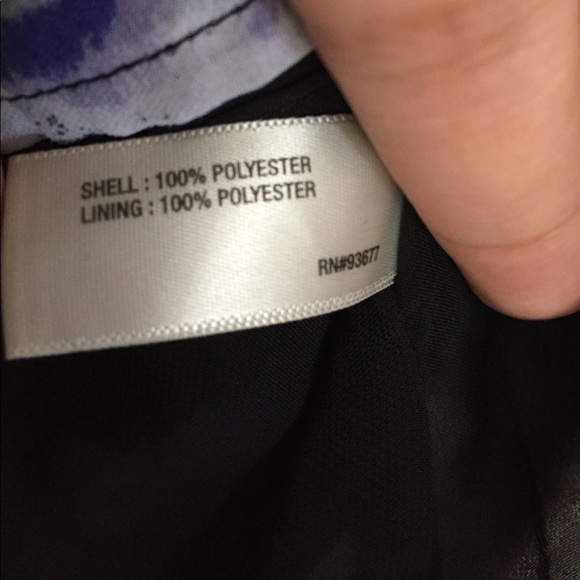 SHELL : 100% POLYESTER
LINING : 100% POLYESTER
RN#93677